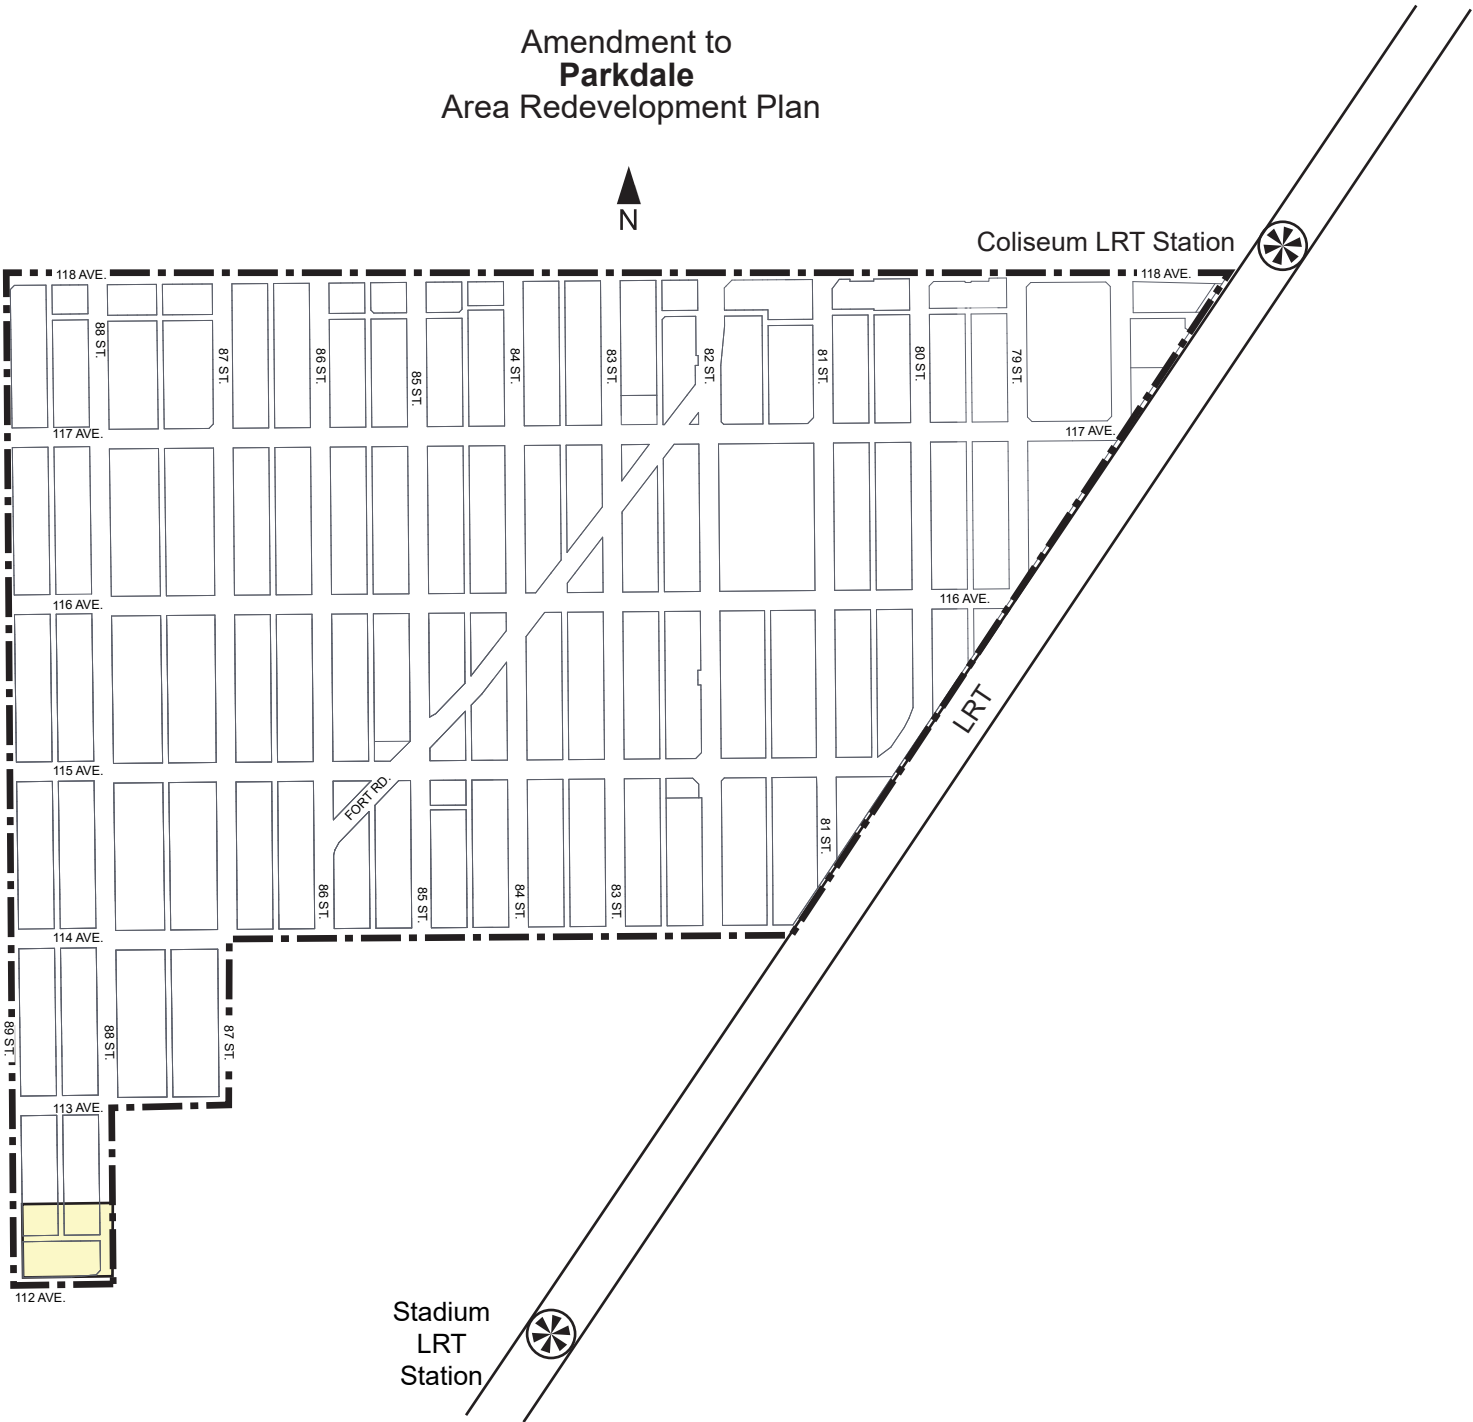 Amendment to
Parkdale
Area Redevelopment Plan
N
Coliseum LRT Station
118 AVE.
118 AVE.
88 ST.
87 ST.
86 ST.
85 ST.
84 ST.
83 ST.
82 ST.
81 ST.
80 ST.
79 ST.
117 AVE.
117 AVE.
116 AVE.
116 AVE.
LRT
115 AVE.
FORT RD.
81 ST.
86 ST.
85 ST.
84 ST.
83 ST.
114 AVE.
89 ST.
88 ST.
87 ST.
113 AVE.
112 AVE.
Stadium
LRT
Station